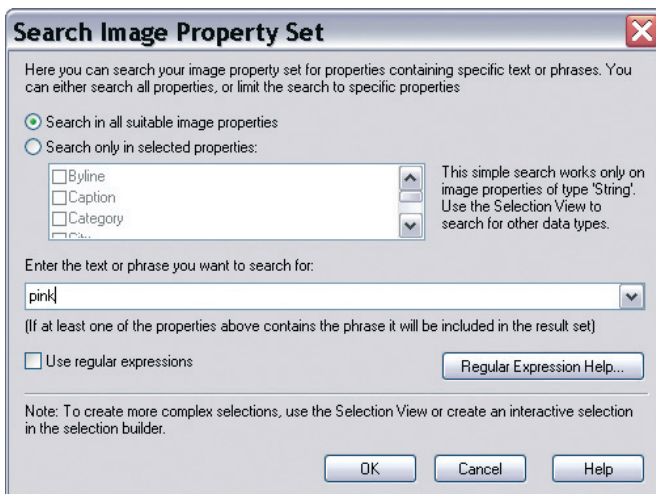 Search Image Property Set
Here you can search your image property set for properties containing specific text or phrases. You
can either search all properties, or limit the search to specific properties
Search in all suitable image properties
Search only in selected properties:
Byline
Caption
Category
City
This simple search works only on
image properties of type 'String'.
Use the Selection View to
search for other data types.
Enter the text or phrase you want to search for:
pink
(If at least one of the properties above contains the phrase it will be included in the result set)
Use regular expressions
Regular Expression Help...
Note: To create more complex selections, use the Selection View or create an interactive selection
in the selection builder.
OK
Cancel
Help